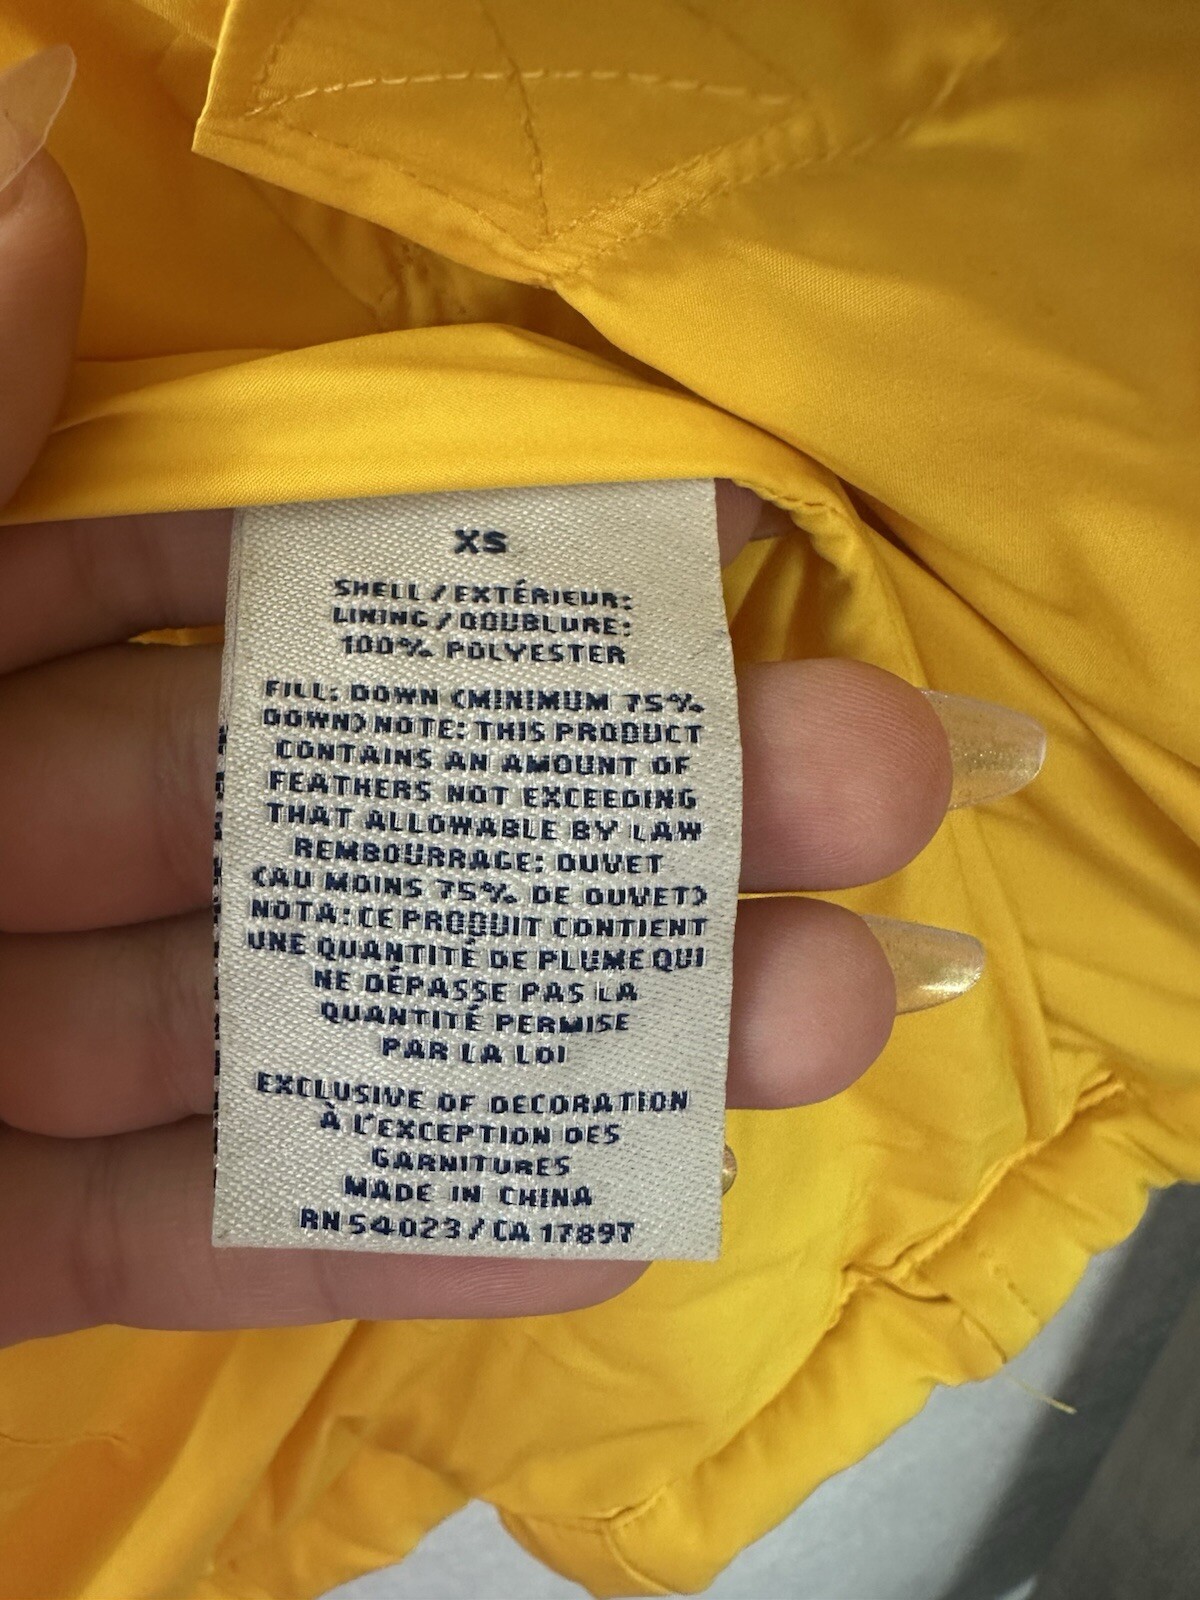 XS
SHELL / EXTÉRIEUR:
LINING / DOUBLURE:
100% POLYESTER
FILL: DOWN (MINIMUM 75%
DOWN) NOTE: THIS PRODUCT
CONTAINS AN AMOUNT OF
FEATHERS NOT EXCEEDING
THAT ALLOWABLE BY LAW
REMBOURRAGE: DUVET
(AU MOINS 75% DE DUVET)
NOTA: CE PRODUIT CONTIENT
UNE QUANTITÉ DE PLUME QUI
NE DÉPASSE PAS LA
QUANTITÉ PERMISE
PAR LA LOI
EXCLUSIVE OF DECORATION
À L'EXCEPTION DES
GARNITURES
MADE IN CHINA
RN 54023 / CA 17897